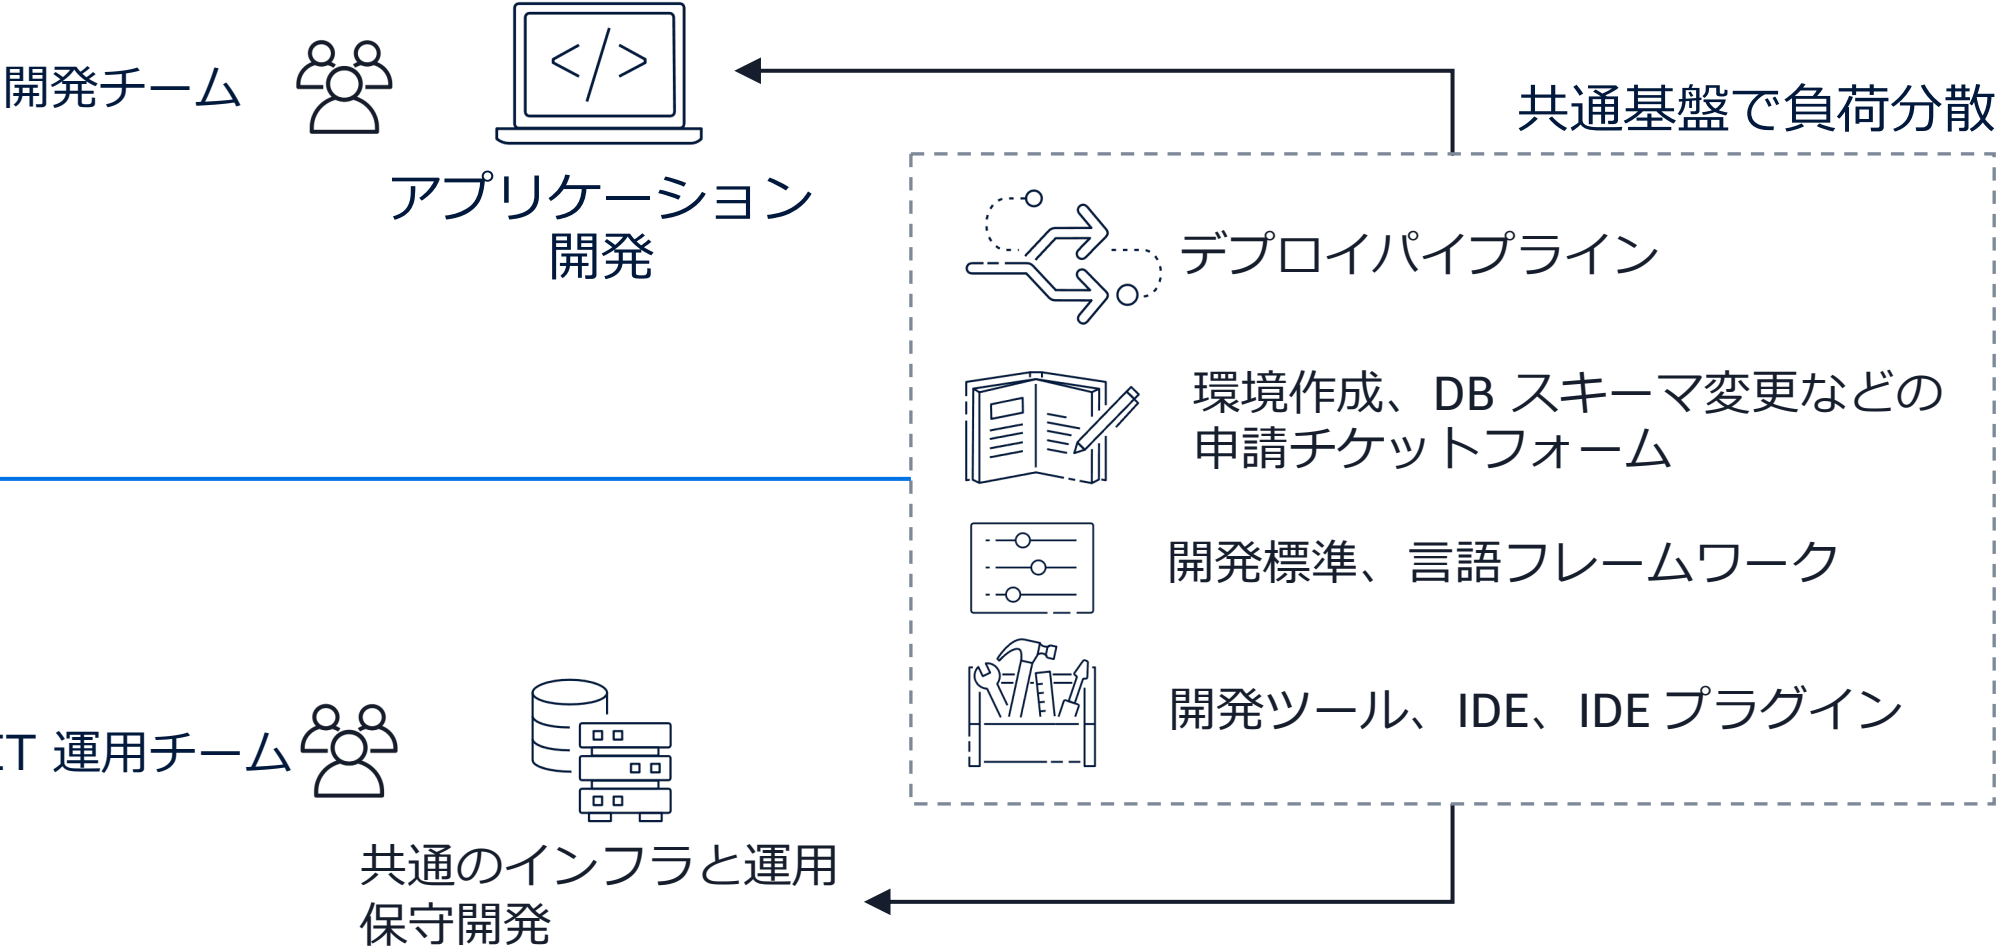 開発チーム
</>
アプリケーション
開発
共通基盤で負荷分散
デプロイパイプライン
環境作成、DB スキーマ変更などの
申請チケットフォーム
開発標準、言語フレームワーク
開発ツール、IDE、IDE プラグイン
運用チーム
共通のインフラと運用
保守開発